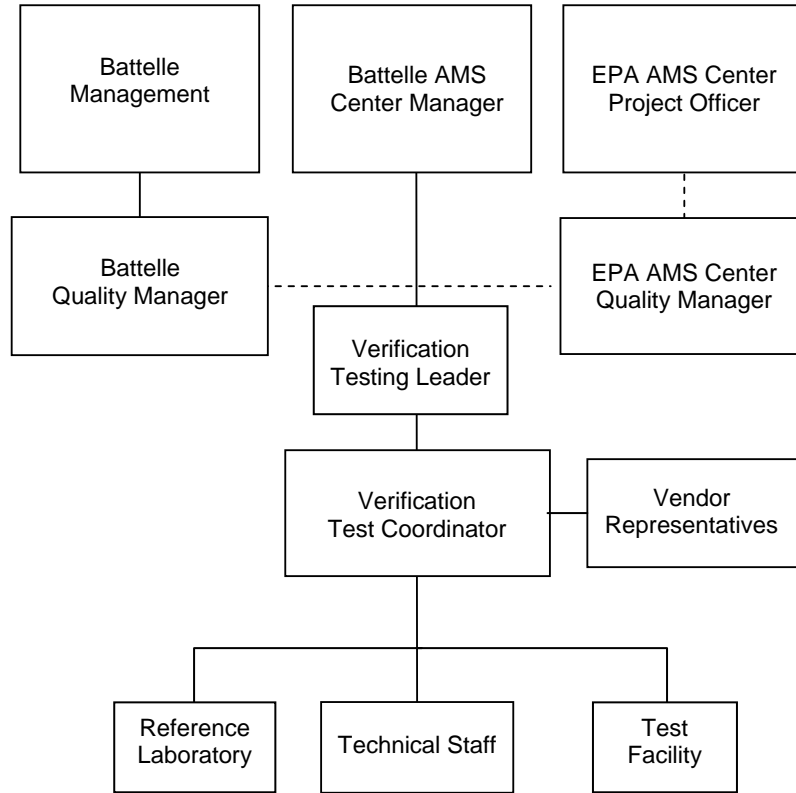 Battelle
Management
Battelle AMS
Center Manager
EPA AMS Center
Project Officer
Battelle
Quality Manager
EPA AMS Center
Quality Manager
Verification
Testing Leader
Verification
Test Coordinator
Vendor
Representatives
Reference
Laboratory
Technical Staff
Test
Facility